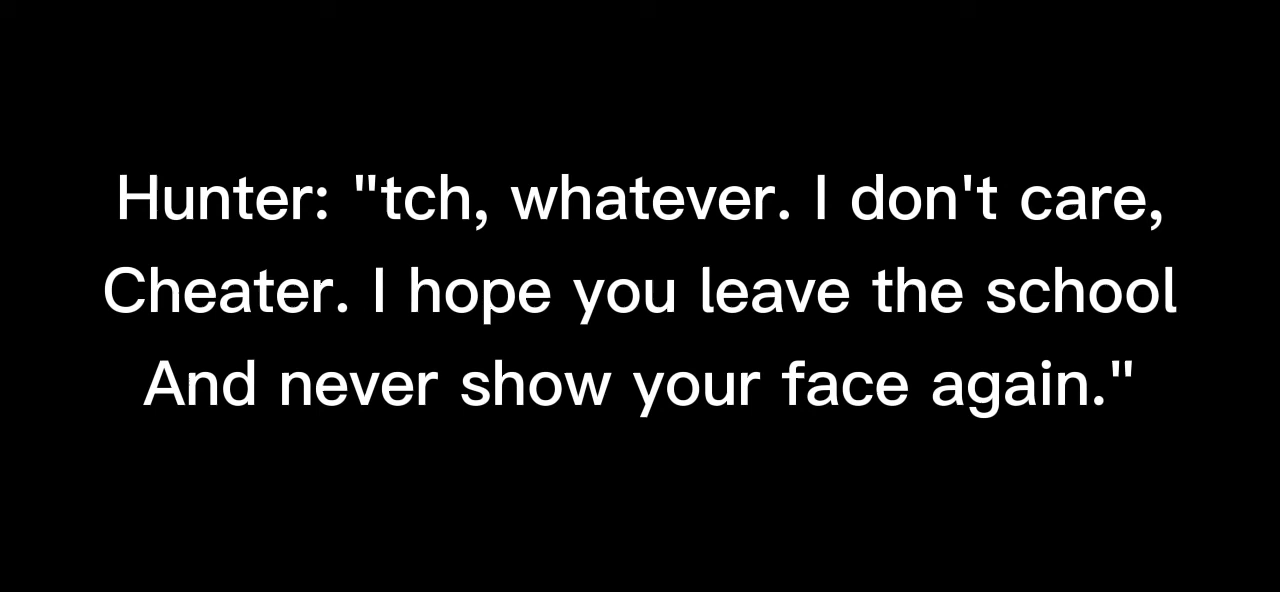 Hunter: "tch, whatever. I don't care,
Cheater. I hope you leave the school
And never show your face again."